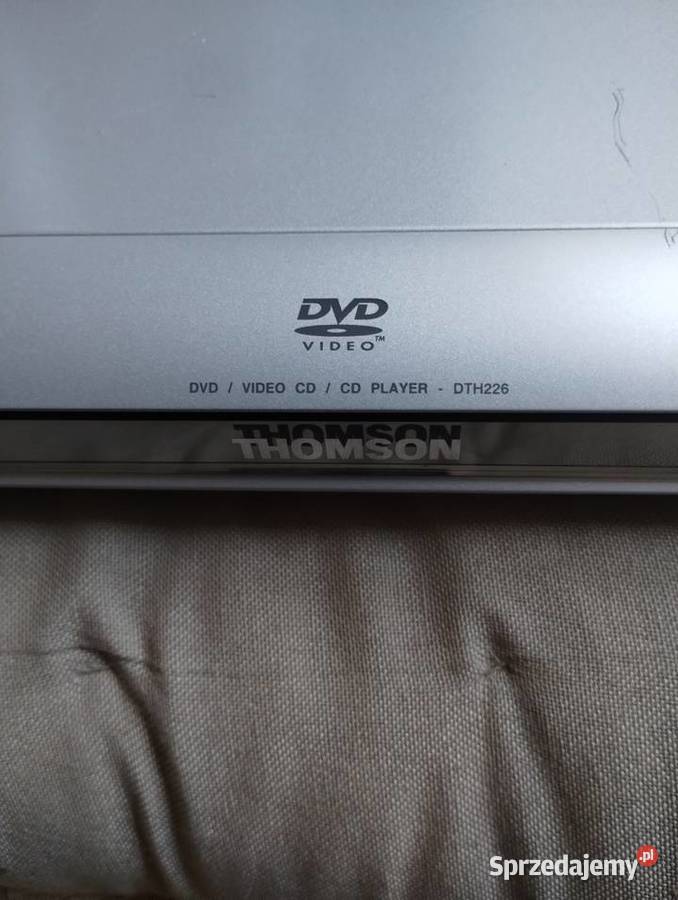 DVD
VIDEO™
DVD / VIDEO CD / CD PLAYER - DTH226
THOMSON
Sprzedajemy.pl